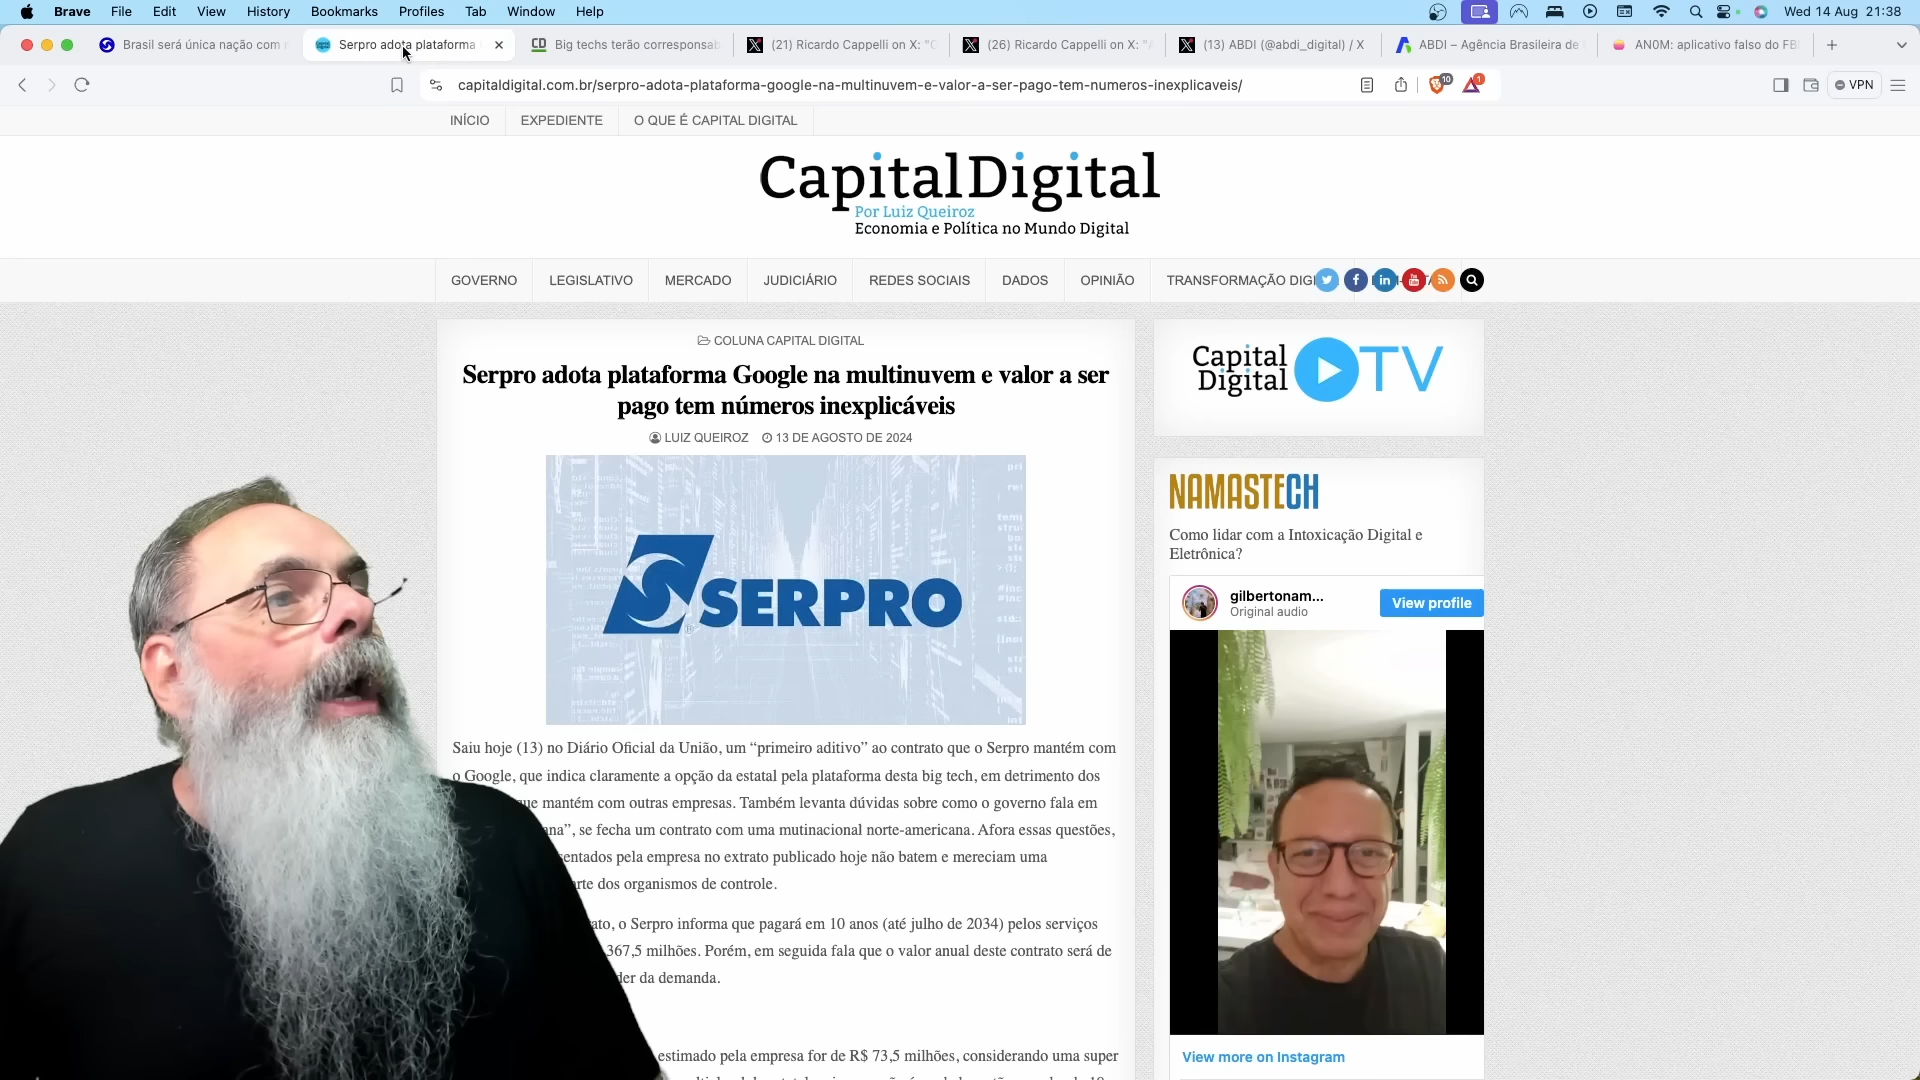 Brave File Edit View History Bookmarks Profiles Tab Window Help Wed 14 Aug 21:38
Brasil será única nação com
Serpro adota plataforma
Big techs terão corresponsab
(21) Ricardo Cappelli on X: "C
(26) Ricardo Cappelli on X: "A
(13) ABDI (@abdi_digital) / X
ABDI – Agência Brasileira de
AN0M: aplicativo falso do FBI
capitaldigital.com.br/serpro-adota-plataforma-google-na-multinuvem-e-valor-a-ser-pago-tem-numeros-inexplicaveis/
10
1
VPN
INÍCIO EXPEDIENTE O QUE É CAPITAL DIGITAL
CapitalDigital
Por Luiz Queiroz
Economia e Política no Mundo Digital
GOVERNO LEGISLATIVO MERCADO JUDICIÁRIO REDES SOCIAIS DADOS OPINIÃO TRANSFORMAÇÃO DIGI
COLUNA CAPITAL DIGITAL
Serpro adota plataforma Google na multinuvem e valor a ser
pago tem números inexplicáveis
LUIZ QUEIROZ 13 DE AGOSTO DE 2024
SERPRO
Saiu hoje (13) no Diário Oficial da União, um “primeiro aditivo” ao contrato que o Serpro mantém com
o Google, que indica claramente a opção da estatal pela plataforma desta big tech, em detrimento dos
que mantém com outras empresas. Também levanta dúvidas sobre como o governo fala em
ana”, se fecha um contrato com uma mutinacional norte-americana. Afora essas questões,
sentados pela empresa no extrato publicado hoje não batem e mereciam uma
rte dos organismos de controle.
ato, o Serpro informa que pagará em 10 anos (até julho de 2034) pelos serviços
367,5 milhões. Porém, em seguida fala que o valor anual deste contrato será de
der da demanda.
estimado pela empresa for de R$ 73,5 milhões, considerando uma super
Capital
Digital
TV
NAMASTECH
Como lidar com a Intoxicação Digital e
Eletrônica?
gilbertonam...
Original audio
View profile
View more on Instagram